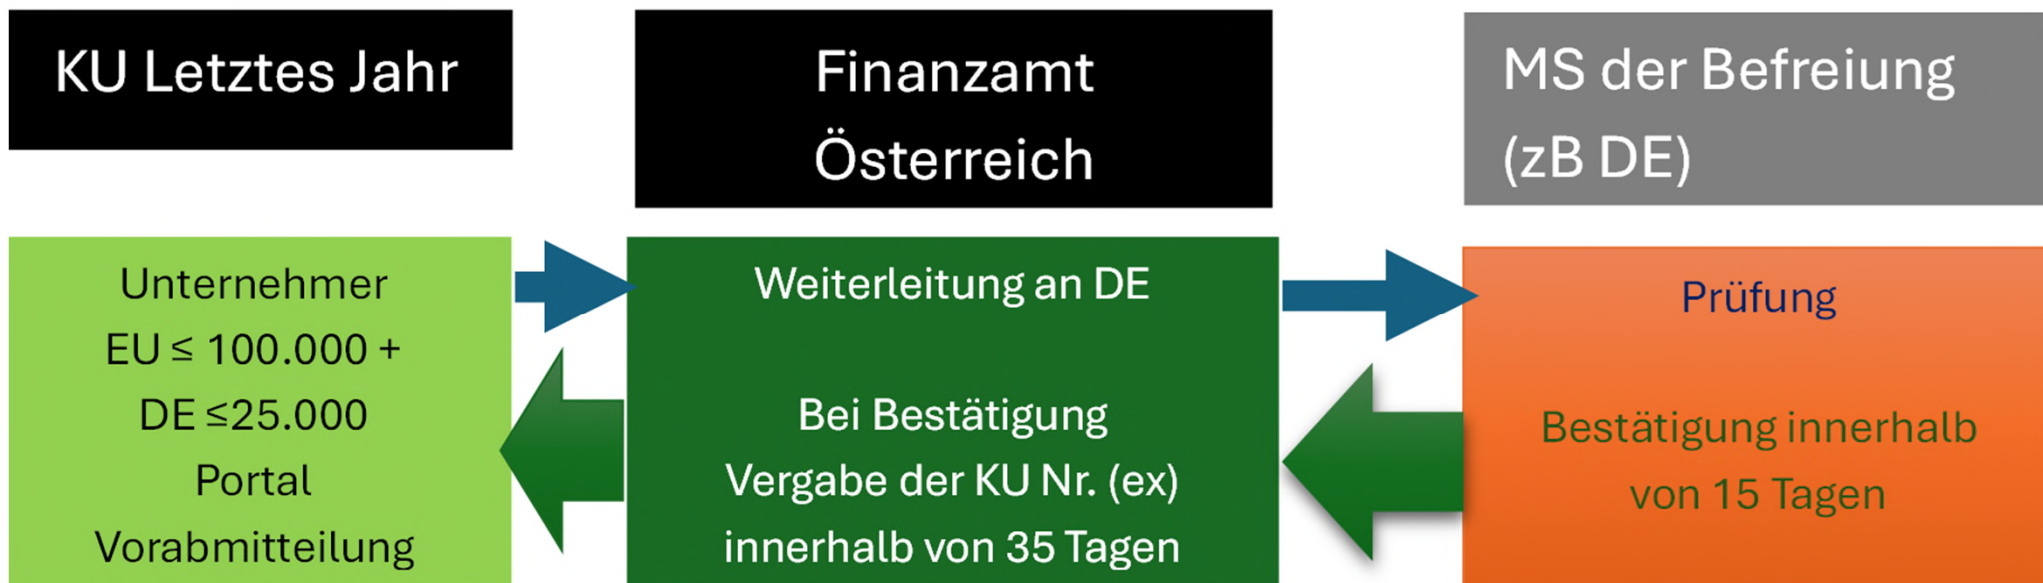 KU Letztes Jahr
Finanzamt
Österreich
MS der Befreiung
(zB DE)
Unternehmer
EU ≤ 100.000 +
DE ≤25.000
Portal
Vorabmitteilung
Weiterleitung an DE
Bei Bestätigung
Vergabe der KU Nr. (ex)
innerhalb von 35 Tagen
Prüfung
Bestätigung innerhalb
von 15 Tagen